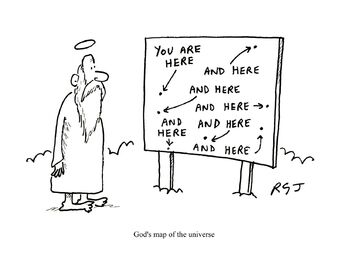 YOU ARE
HERE
AND HERE
AND HERE
AND HERE
AND
HERE
AND HERE
AND HERE
RGJ
God's map of the universe